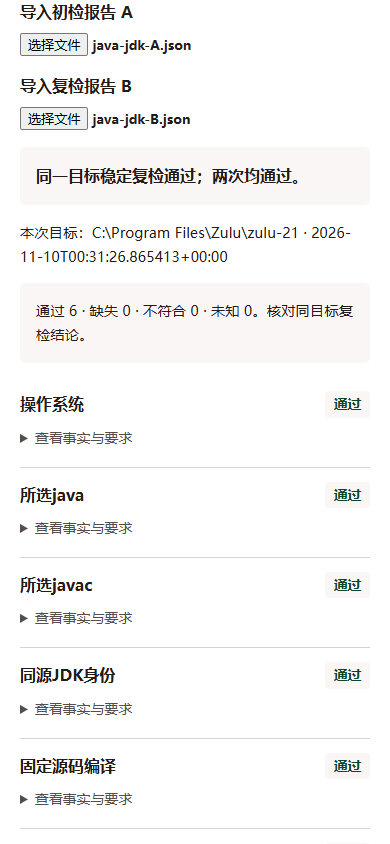 导入初检报告 A
选择文件 java-jdk-A.json
导入复检报告 B
选择文件 java-jdk-B.json
同一目标稳定复检通过；两次均通过。
本次目标：C:\Program Files\Zulu\zulu-21 · 2026-
11-10T00:31:26.865413+00:00
通过 6 · 缺失 0 · 不符合 0 · 未知 0。核对同目标复
检结论。
操作系统 通过
▶ 查看事实与要求
所选java 通过
▶ 查看事实与要求
所选javac 通过
▶ 查看事实与要求
同源JDK身份 通过
▶ 查看事实与要求
固定源码编译 通过
▶ 查看事实与要求